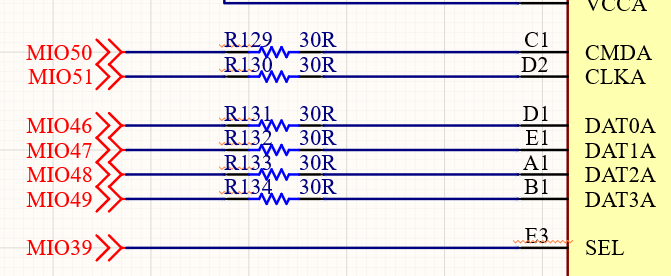 VCCA
MIO50 R129 30R C1 CMDA
MIO51 R130 30R D2 CLKA
MIO46 R131 30R D1 DAT0A
MIO47 R132 30R E1 DAT1A
MIO48 R133 30R A1 DAT2A
MIO49 R134 30R B1 DAT3A
MIO39 E3 SEL